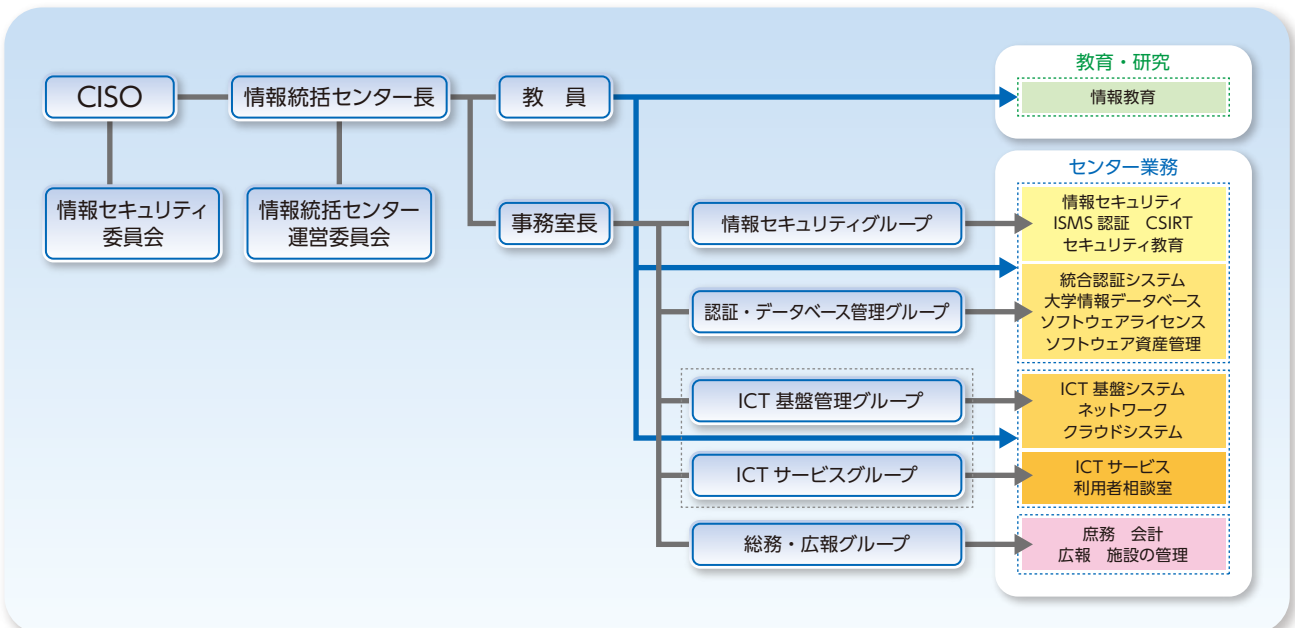 CISO
情報統括センター長
教 員
情報セキュリティ
委員会
情報統括センター
運営委員会
事務室長
情報セキュリティグループ
認証・データベース管理グループ
ICT 基盤管理グループ
ICT サービスグループ
総務・広報グループ
教育・研究
情報教育
センター業務
情報セキュリティ
ISMS 認証　CSIRT
セキュリティ教育
統合認証システム
大学情報データベース
ソフトウェアライセンス
ソフトウェア資産管理
ICT 基盤システム
ネットワーク
クラウドシステム
ICT サービス
利用者相談室
庶務　会計
広報　施設の管理